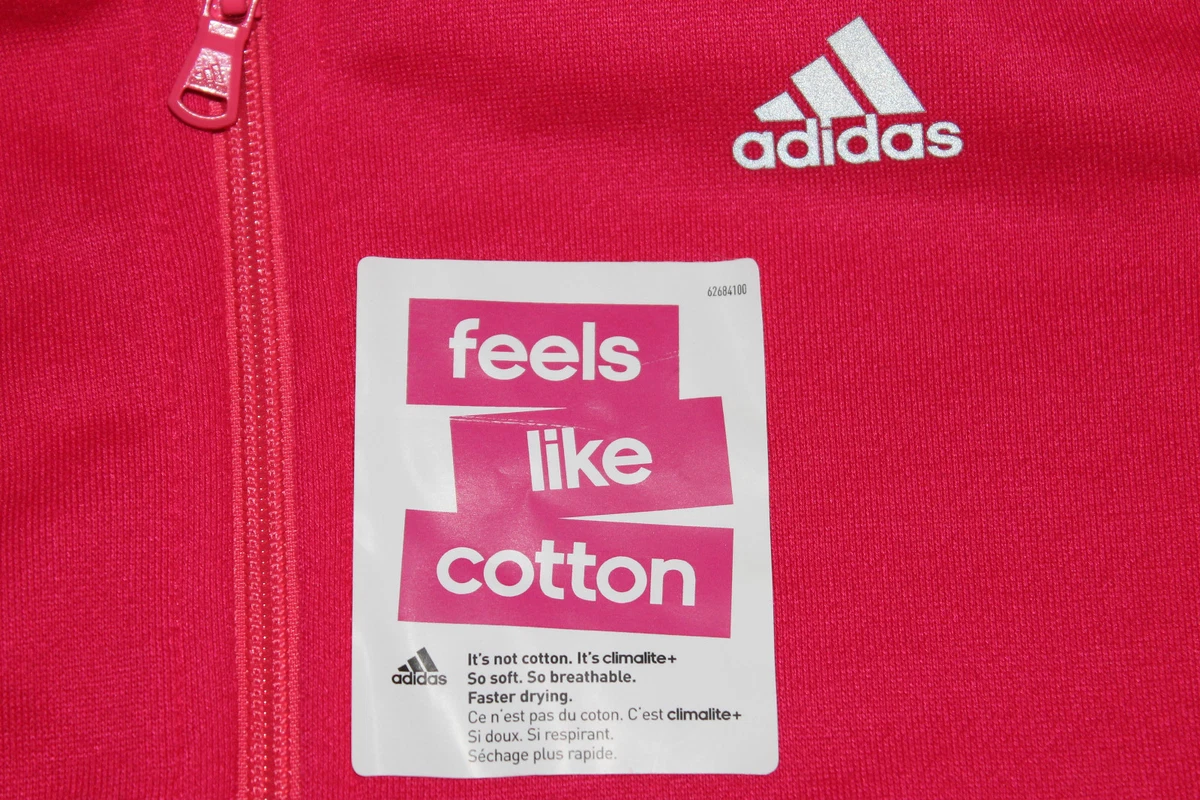 adidas
62684100
feels
like
cotton
adidas
It's not cotton. It's climalite+
So soft. So breathable.
Faster drying.
Ce n'est pas du coton. C'est climalite+
Si doux. Si respirant.
Séchage plus rapide.